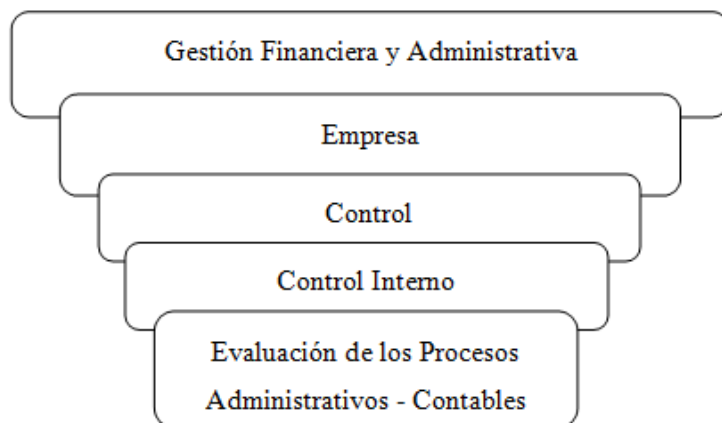 Gestión Financiera y Administrativa
Empresa
Control
Control Interno
Evaluación de los Procesos
Administrativos - Contables